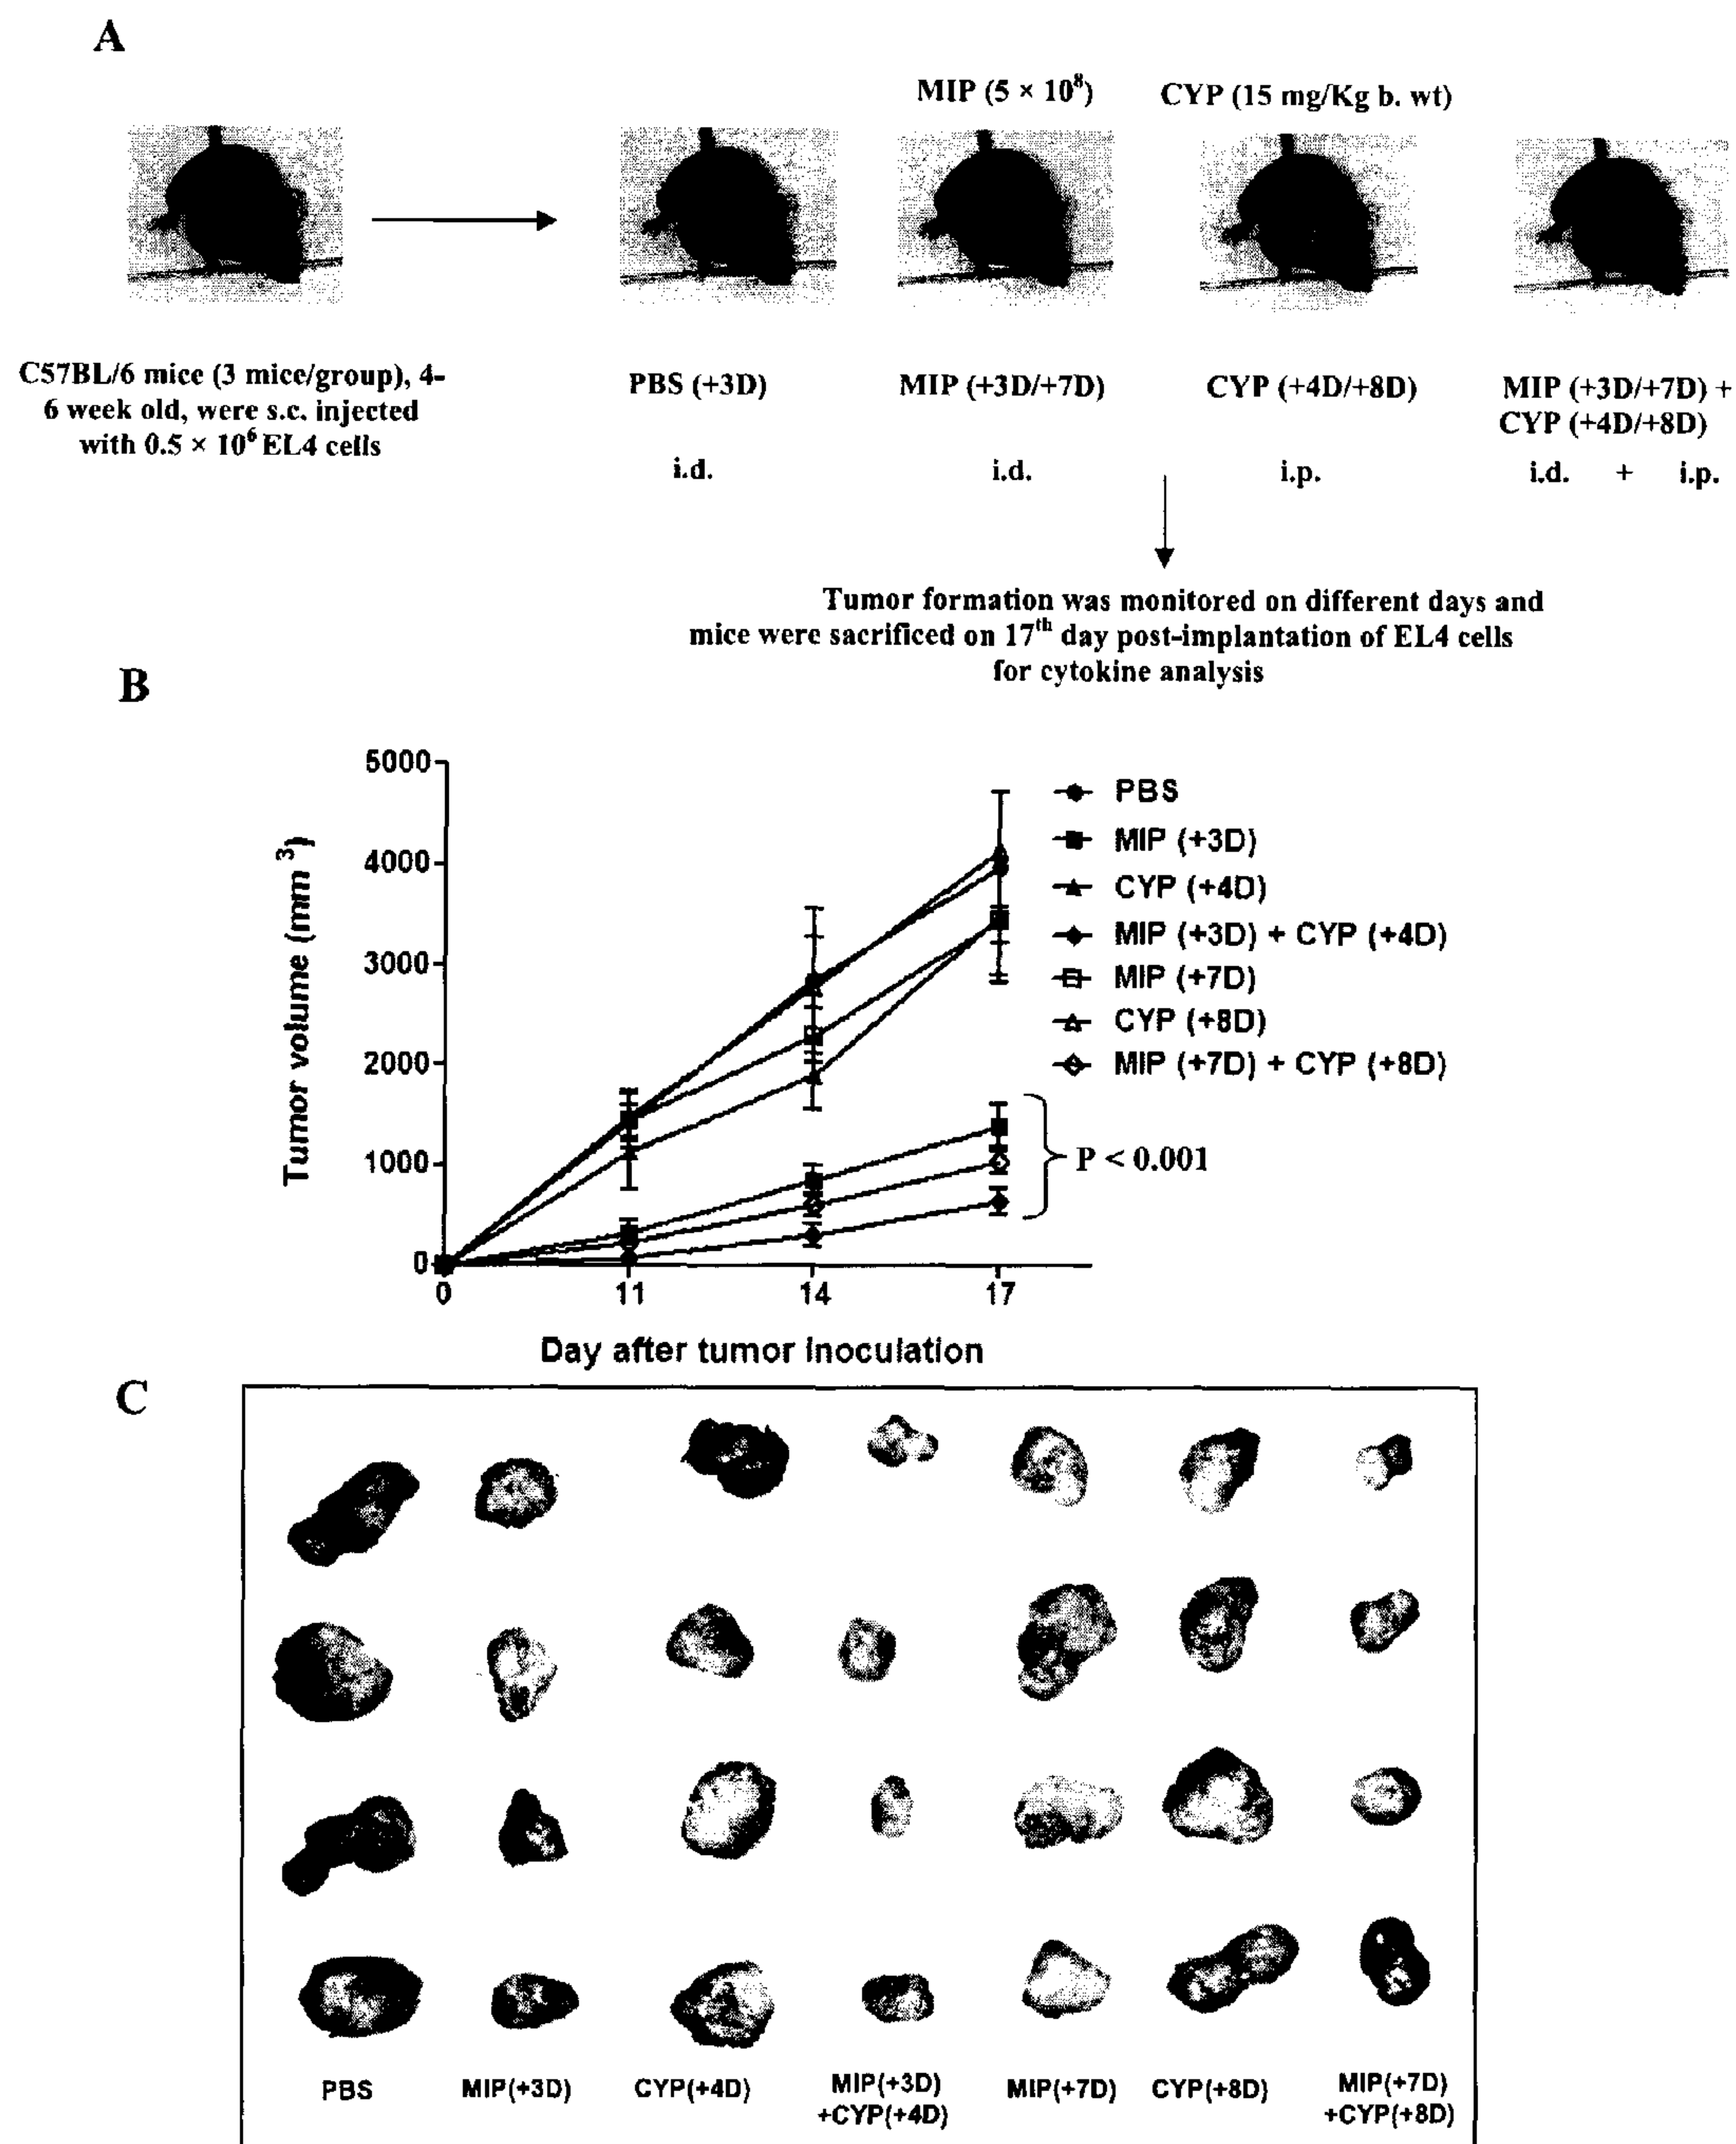 A
MIP (5 × 10⁸)
CYP (15 mg/Kg b. wt)
C57BL/6 mice (3 mice/group), 4-
6 week old, were s.c. injected
with 0.5 × 10⁶ EL4 cells
PBS (+3D)
MIP (+3D/+7D)
CYP (+4D/+8D)
MIP (+3D/+7D) +
CYP (+4D/+8D)
i.d.
i.d.
i.p.
i.d. + i.p.
Tumor formation was monitored on different days and
mice were sacrificed on 17ᵗʰ day post-implantation of EL4 cells
for cytokine analysis
B
Tumor volume (mm ³)
5000
4000
3000
2000
1000
0
0 11 14 17
Day after tumor inoculation
PBS
MIP (+3D)
CYP (+4D)
MIP (+3D) + CYP (+4D)
MIP (+7D)
CYP (+8D)
MIP (+7D) + CYP (+8D)
P < 0.001
C
PBS
MIP(+3D)
CYP(+4D)
MIP(+3D)
+CYP(+4D)
MIP(+7D)
CYP(+8D)
MIP(+7D)
+CYP(+8D)